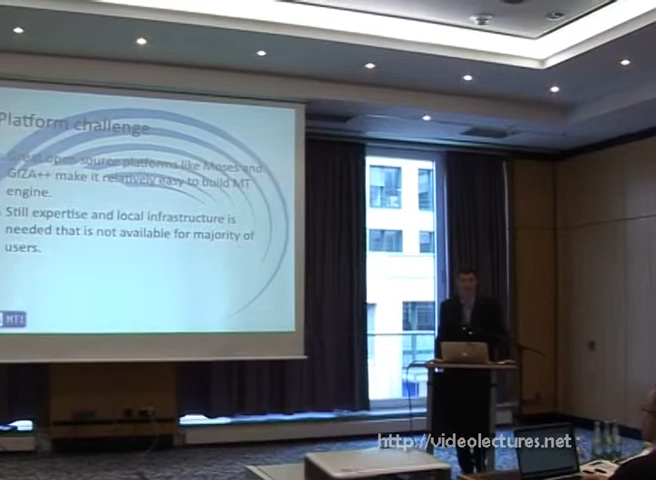 Platform challenge
Great open source platforms like Moses and
GIZA++ make it relatively easy to build MT
engine.
Still expertise and local infrastructure is
needed that is not available for majority of
users.
MT!
http://videolectures.net